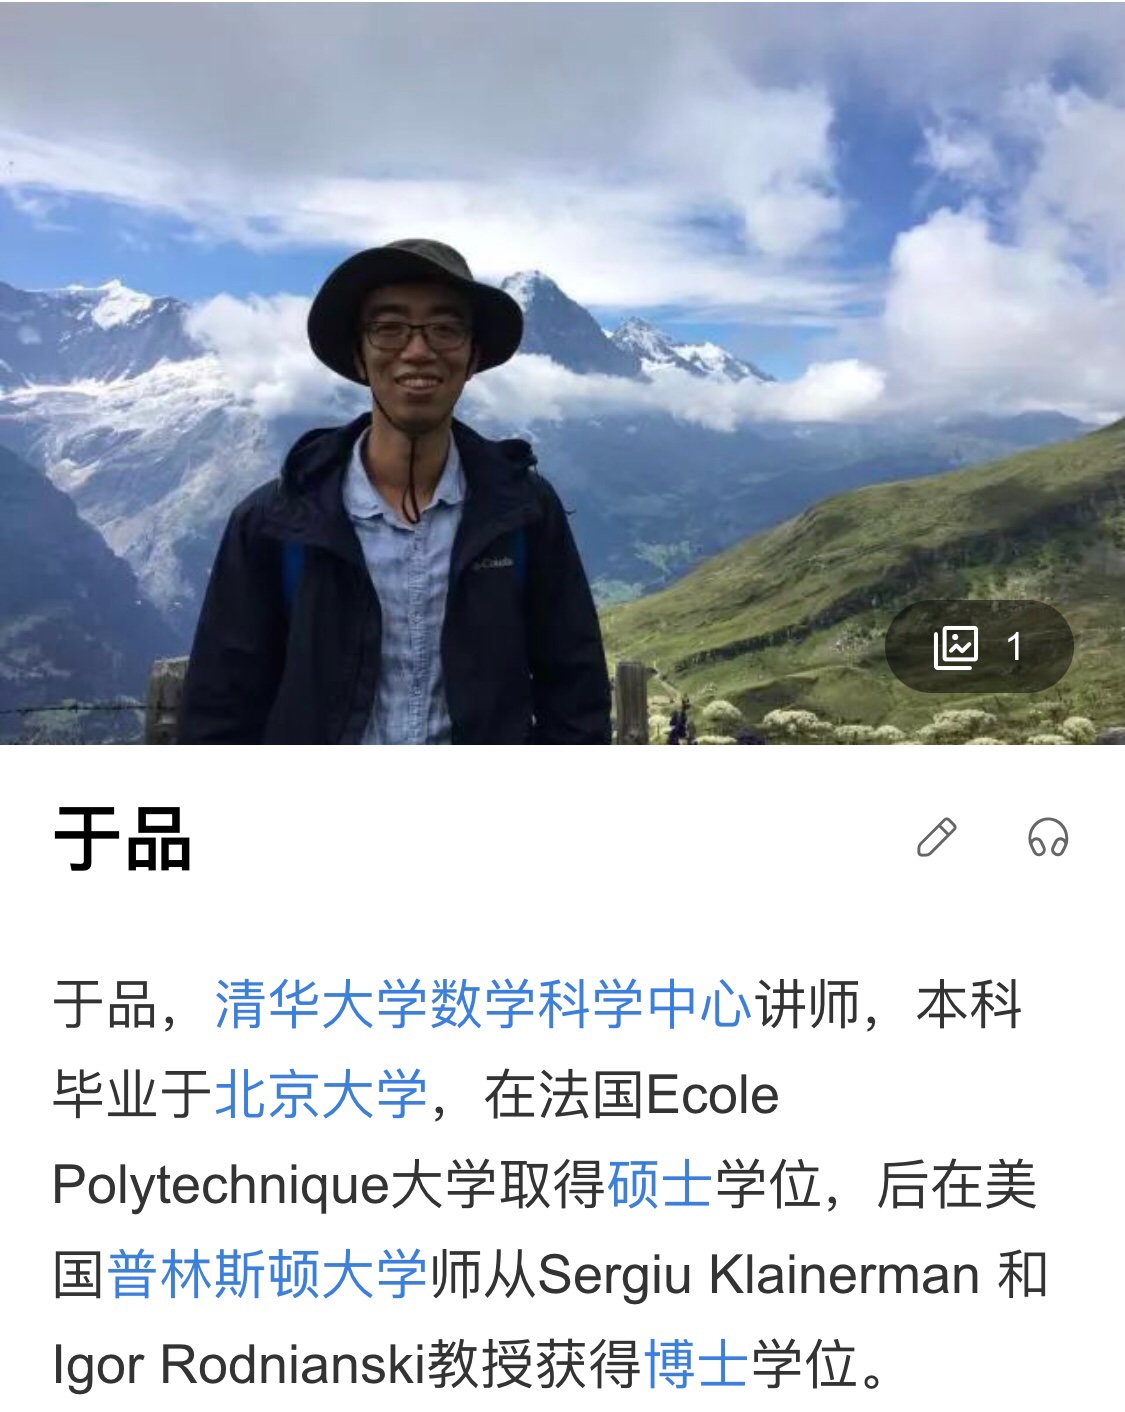 1
于品
于品，清华大学数学科学中心讲师，本科
毕业于北京大学，在法国Ecole
Polytechnique大学取得硕士学位，后在美
国普林斯顿大学师从Sergiu Klainerman 和
Igor Rodnianski教授获得博士学位。